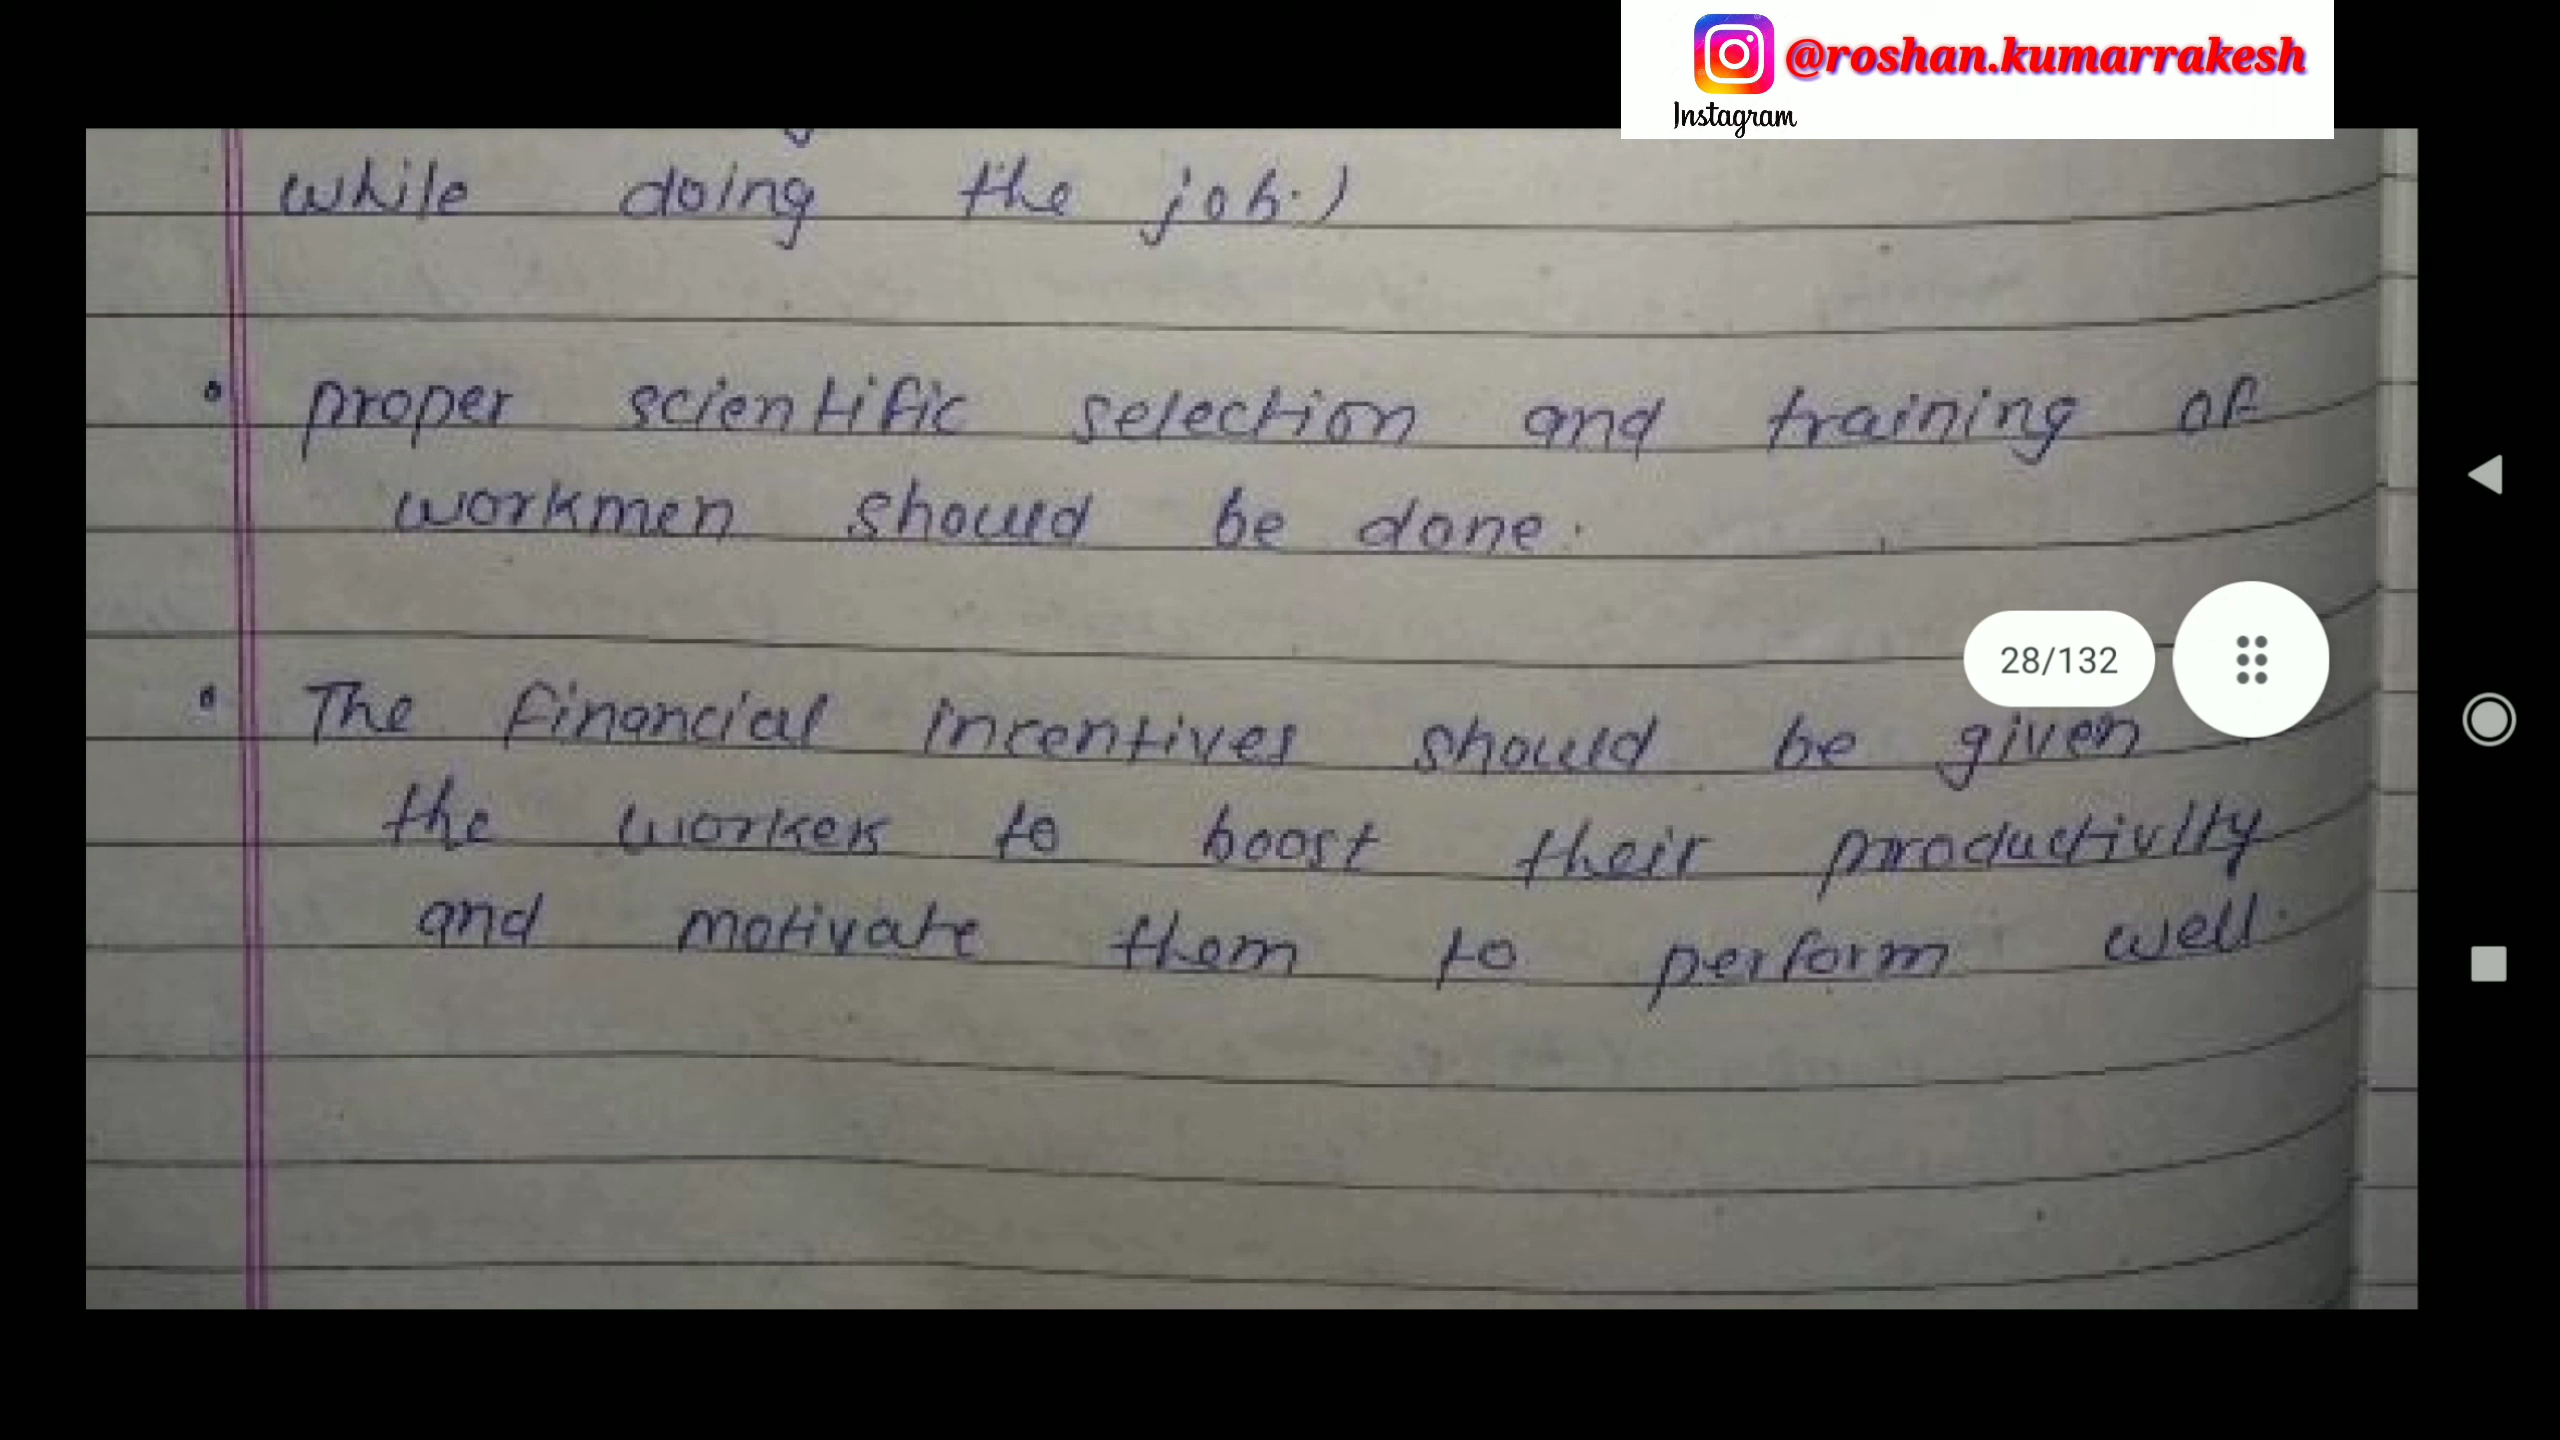 @roshan.kumarrakesh
Instagram
while doing the job.)
• proper scientific selection and training of
workmen should be done.
28/132
• The financial incentives should be given
the worker to boost their productivity
and motivate them to perform well.